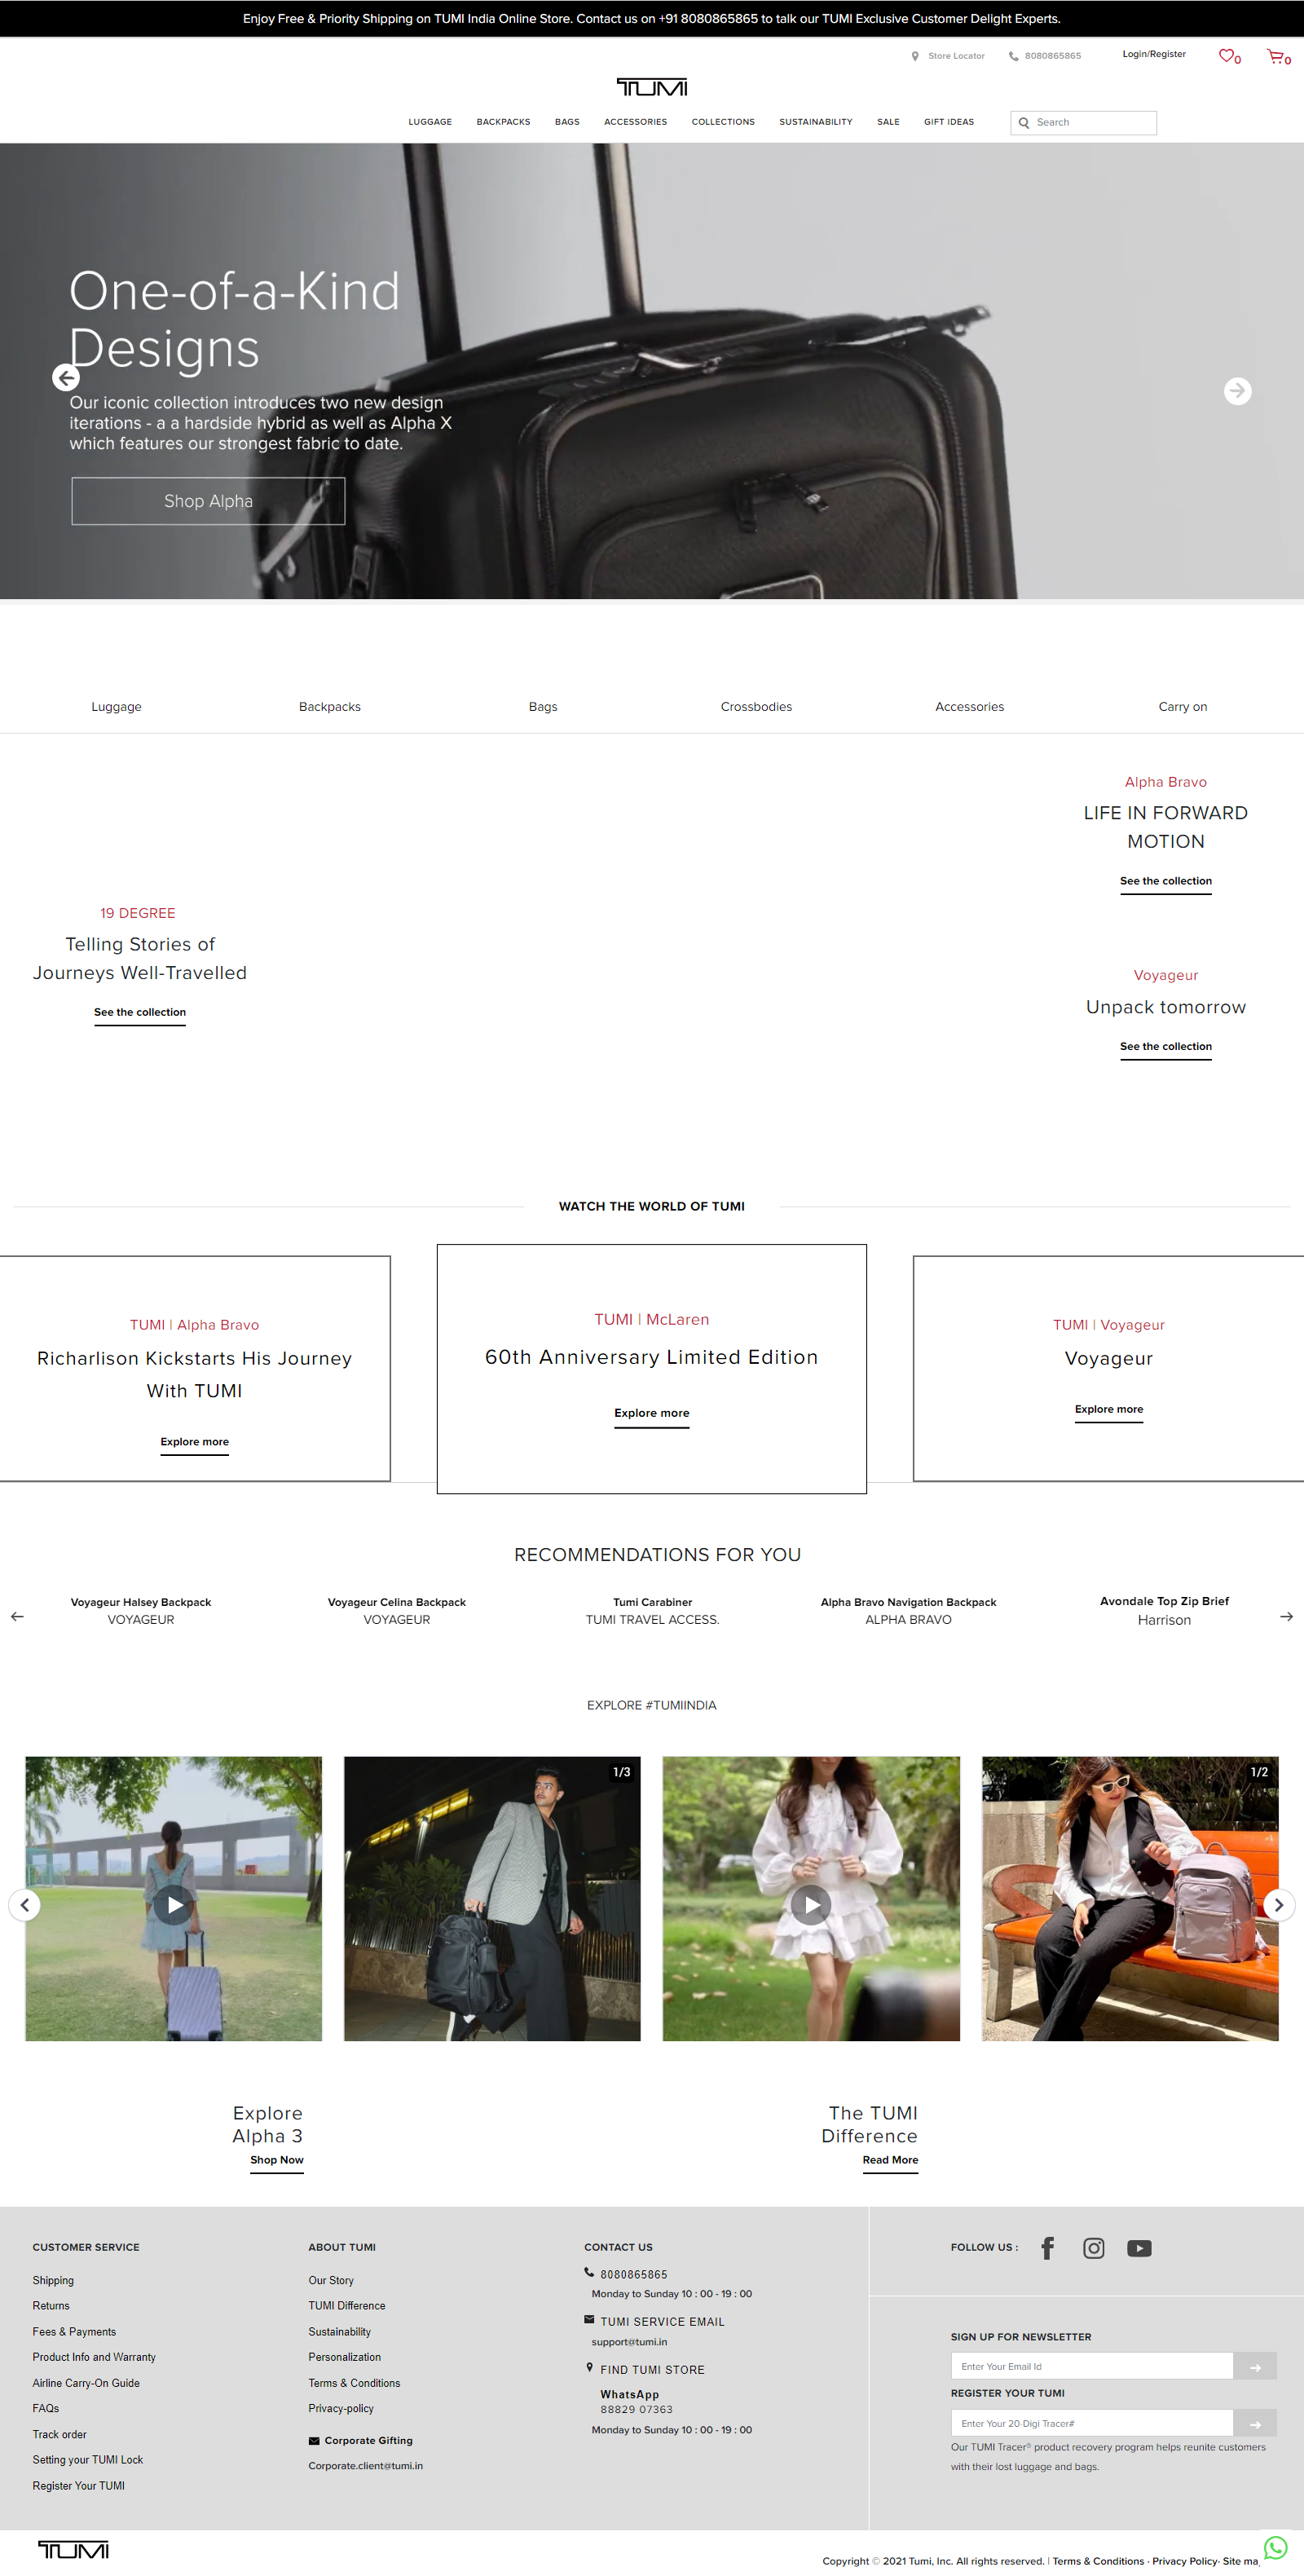 Enjoy Free & Priority Shipping on TUMI India Online Store. Contact us on +91 8080865865 to talk our TUMI Exclusive Customer Delight Experts.
Store Locator
8080865865
Login/Register
0
0
TUMI
LUGGAGE
BACKPACKS
BAGS
ACCESSORIES
COLLECTIONS
SUSTAINABILITY
SALE
GIFT IDEAS
Search
One-of-a-Kind
Designs
Our iconic collection introduces two new design
iterations - a a hardside hybrid as well as Alpha X
which features our strongest fabric to date.
Shop Alpha
Luggage
Backpacks
Bags
Crossbodies
Accessories
Carry on
19 DEGREE
Telling Stories of
Journeys Well-Travelled
See the collection
Alpha Bravo
LIFE IN FORWARD
MOTION
See the collection
Voyageur
Unpack tomorrow
See the collection
WATCH THE WORLD OF TUMI
TUMI | Alpha Bravo
Richarlison Kickstarts His Journey
With TUMI
Explore more
TUMI | McLaren
60th Anniversary Limited Edition
Explore more
TUMI | Voyageur
Voyageur
Explore more
RECOMMENDATIONS FOR YOU
Voyageur Halsey Backpack
VOYAGEUR
Voyageur Celina Backpack
VOYAGEUR
Tumi Carabiner
TUMI TRAVEL ACCESS.
Alpha Bravo Navigation Backpack
ALPHA BRAVO
Avondale Top Zip Brief
Harrison
EXPLORE #TUMIINDIA
1/3
1/2
Explore
Alpha 3
Shop Now
The TUMI
Difference
Read More
CUSTOMER SERVICE
Shipping
Returns
Fees & Payments
Product Info and Warranty
Airline Carry-On Guide
FAQs
Track order
Setting your TUMI Lock
Register Your TUMI
ABOUT TUMI
Our Story
TUMI Difference
Sustainability
Personalization
Terms & Conditions
Privacy-policy
Corporate Gifting
Corporate.client@tumi.in
CONTACT US
8080865865
Monday to Sunday 10 : 00 - 19 : 00
TUMI SERVICE EMAIL
support@tumi.in
FIND TUMI STORE
WhatsApp
88829 07363
Monday to Sunday 10 : 00 - 19 : 00
FOLLOW US :
SIGN UP FOR NEWSLETTER
Enter Your Email Id
REGISTER YOUR TUMI
Enter Your 20 Digi Tracer#
Our TUMI Tracer® product recovery program helps reunite customers
with their lost luggage and bags.
TUMI
Copyright © 2021 Tumi, Inc. All rights reserved. | Terms & Conditions · Privacy Policy· Site ma